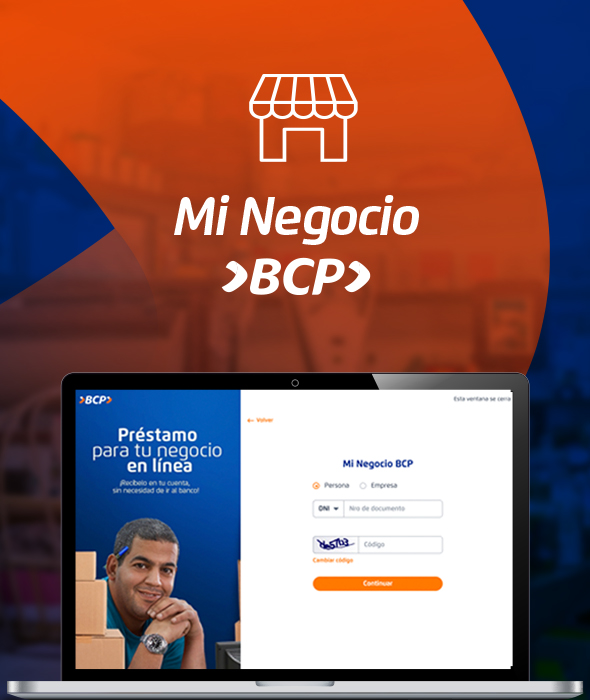 Mi Negocio
BCP
BCP
Esta ventana se cerra
Préstamo
para tu negocio
en línea
¡Recíbelo en tu cuenta,
sin necesidad de ir al banco!
← Volver
Mi Negocio BCP
Persona Empresa
DNI Nro de documento
Código
Cambiar código
Continuar